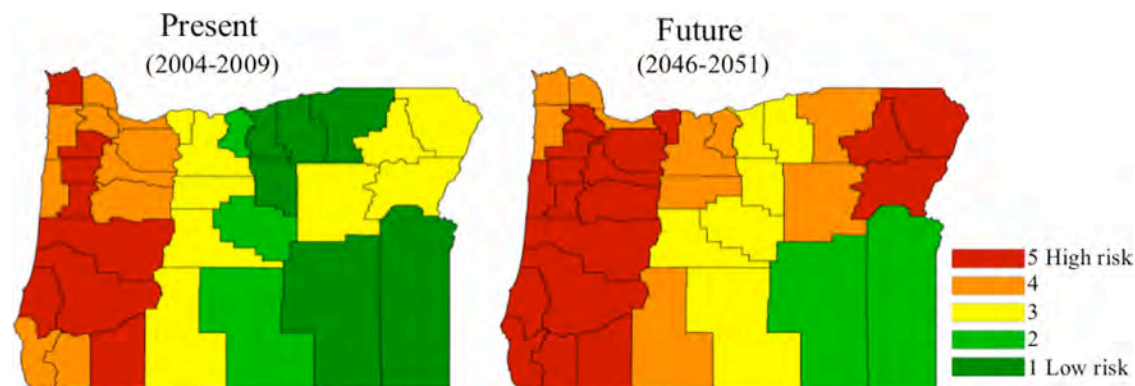 Present
(2004-2009)
Future
(2046-2051)
5 High risk
4
3
2
1 Low risk